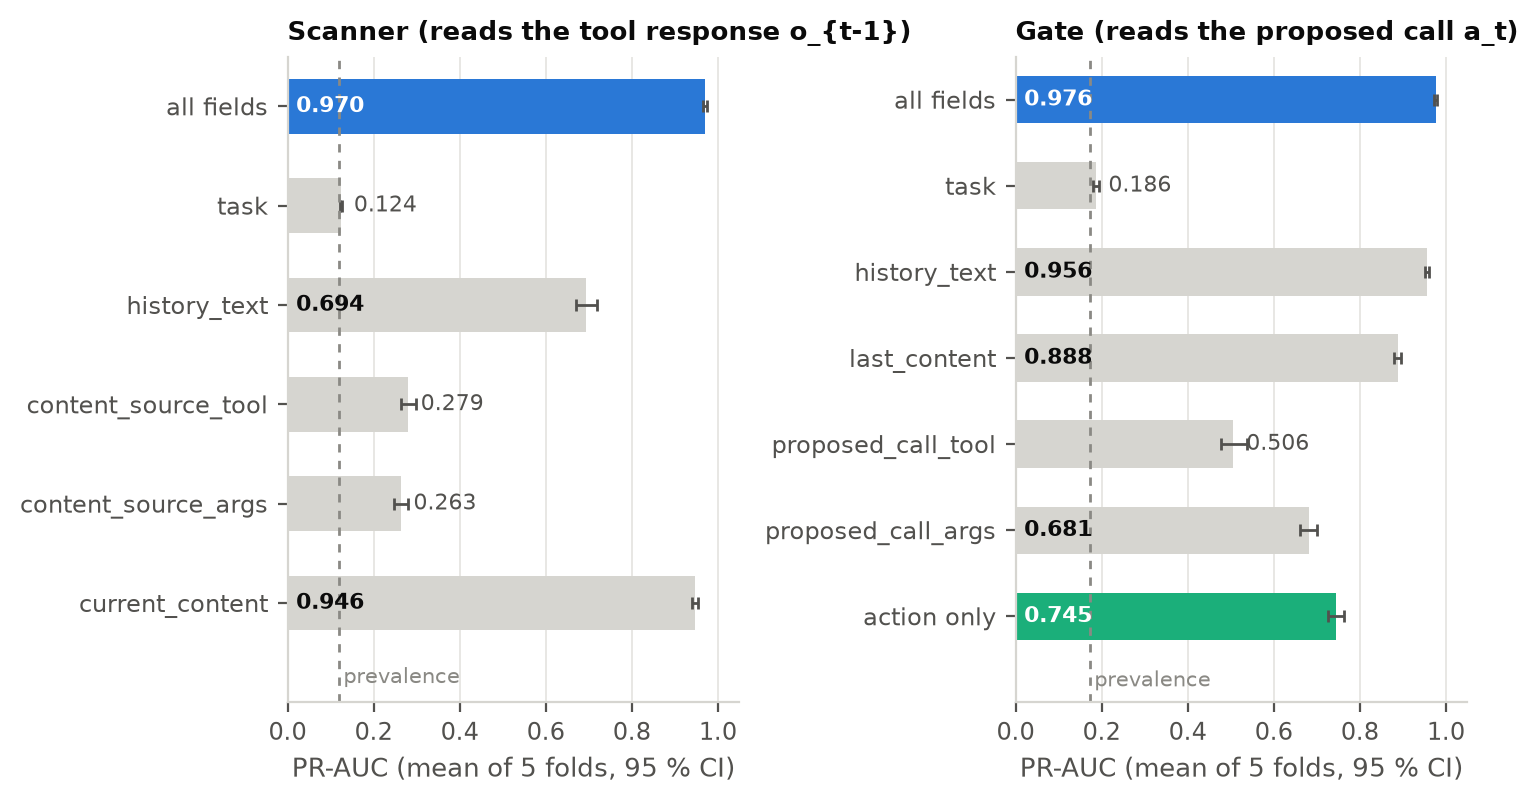 Scanner (reads the tool response o_{t-1})
all fields
0.970
task
0.124
history_text
0.694
content_source_tool
0.279
content_source_args
0.263
current_content
0.946
prevalence
0.0 0.2 0.4 0.6 0.8 1.0
PR-AUC (mean of 5 folds, 95 % CI)
Gate (reads the proposed call a_t)
all fields
0.976
task
0.186
history_text
0.956
last_content
0.888
proposed_call_tool
0.506
proposed_call_args
0.681
action only
0.745
prevalence
0.0 0.2 0.4 0.6 0.8 1.0
PR-AUC (mean of 5 folds, 95 % CI)